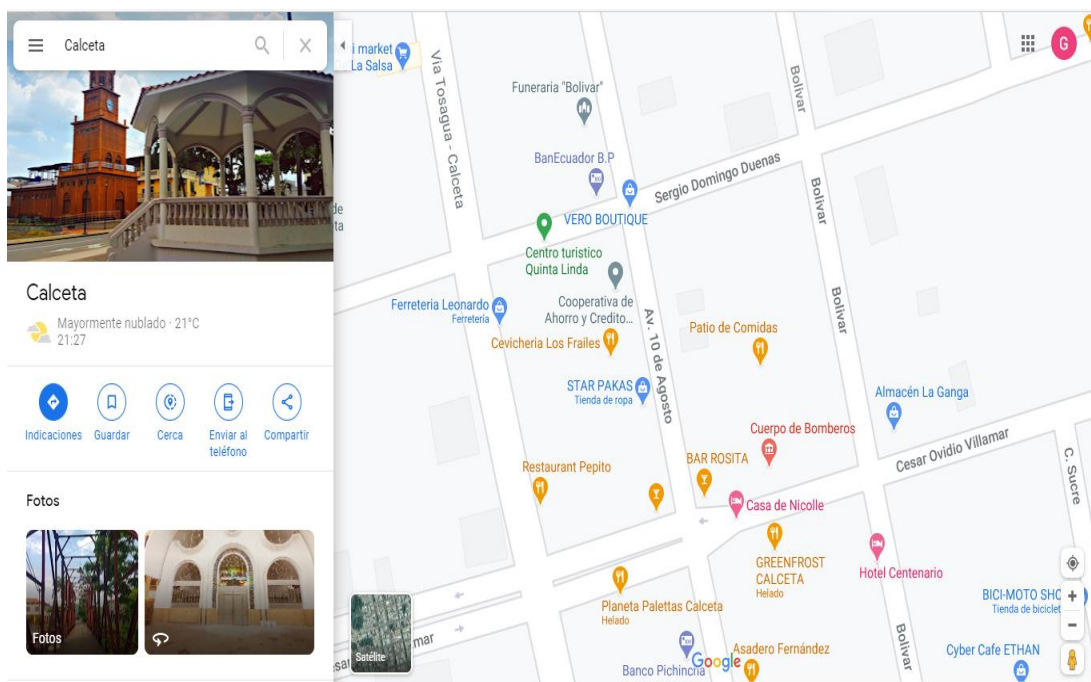 Calceta
Calceta
Mayormente nublado · 21°C
21:27
Indicaciones
Guardar
Cerca
Enviar al
teléfono
Compartir
Fotos
Fotos
market
La Salsa
Via Tosagua - Calceta
Funeraria "Bolivar"
BanEcuador B.P
VERO BOUTIQUE
Sergio Domingo Duenas
Bolivar
Bolivar
Bolivar
Bolivar
G
Centro turistico
Quinta Linda
Cooperativa de
Ahorro y Credito...
Ferreteria Leonardo
Ferretería
Cevicheria Los Frailes
Av. 10 de Agosto
Patio de Comidas
STAR PAKAS
Tienda de ropa
Almacén La Ganga
Cuerpo de Bomberos
Cesar Ovidio Villamar
C. Sucre
BAR ROSITA
Restaurant Pepito
Casa de Nicolle
GREENFROST
CALCETA
Helado
Hotel Centenario
Planeta Palettas Calceta
Helado
BICI-MOTO SHO
Tienda de biciclet
Satélite
mar
Banco Pichincha
Google
Asadero Fernández
Cyber Cafe ETHAN